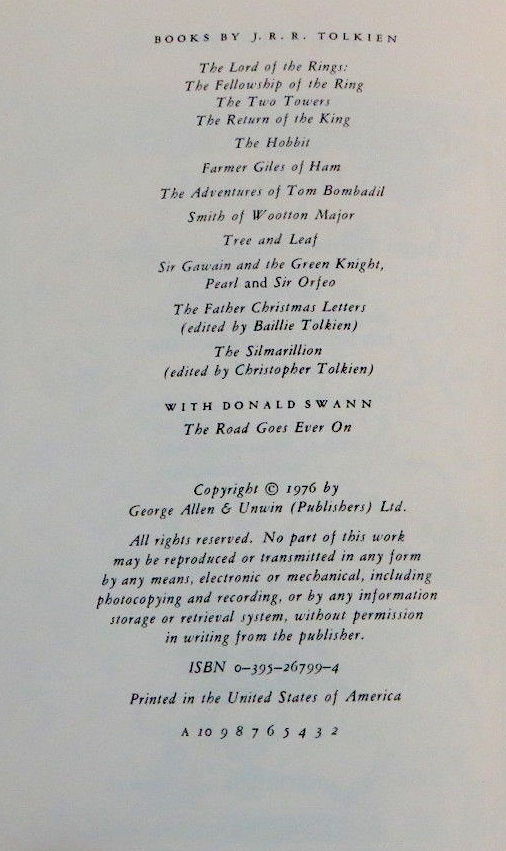 BOOKS BY J. R. R. TOLKIEN
The Lord of the Rings:
The Fellowship of the Ring
The Two Towers
The Return of the King
The Hobbit
Farmer Giles of Ham
The Adventures of Tom Bombadil
Smith of Wootton Major
Tree and Leaf
Sir Gawain and the Green Knight,
Pearl and Sir Orfeo
The Father Christmas Letters
(edited by Baillie Tolkien)
The Silmarillion
(edited by Christopher Tolkien)
WITH DONALD SWANN
The Road Goes Ever On
Copyright © 1976 by
George Allen & Unwin (Publishers) Ltd.
All rights reserved. No part of this work
may be reproduced or transmitted in any form
by any means, electronic or mechanical, including
photocopying and recording, or by any information
storage or retrieval system, without permission
in writing from the publisher.
ISBN 0-395-26799-4
Printed in the United States of America
A 10 9 8 7 6 5 4 3 2